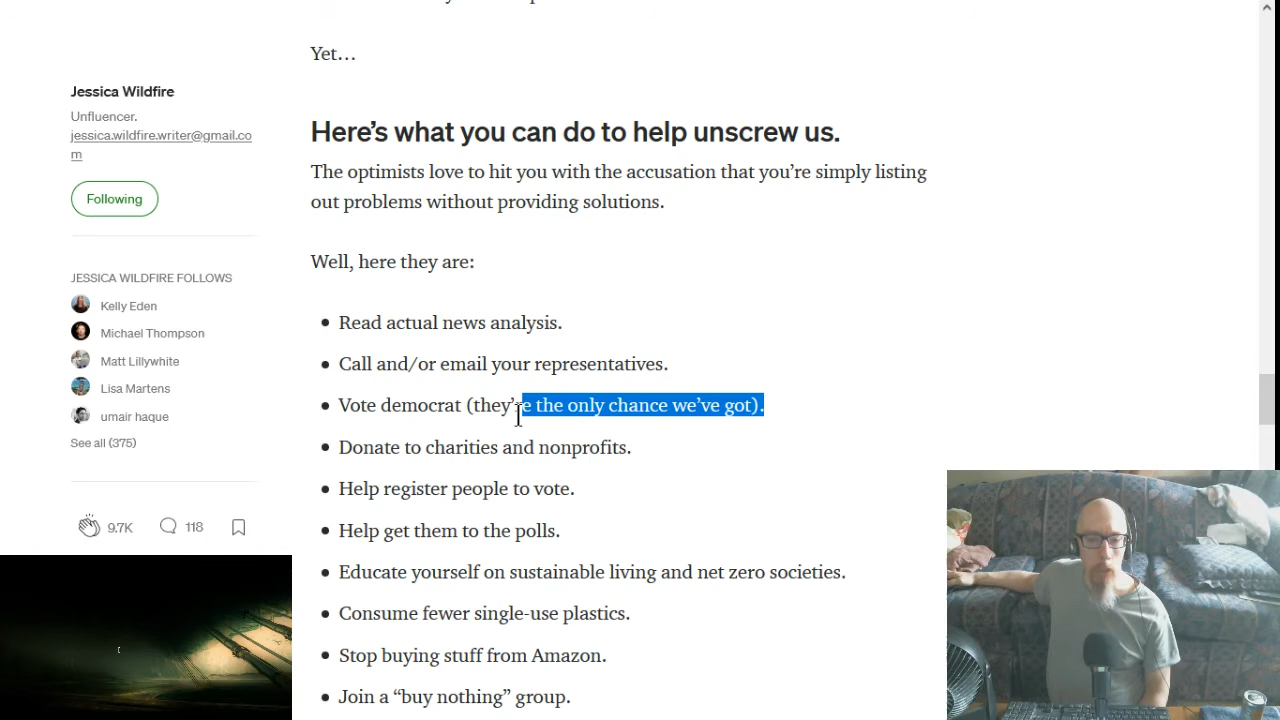 Yet…
Jessica Wildfire
Unfluencer.
jessica.wildfire.writer@gmail.co
m
Following
JESSICA WILDFIRE FOLLOWS
Kelly Eden
Michael Thompson
Matt Lillywhite
Lisa Martens
umair haque
See all (375)
9.7K
118
Here’s what you can do to help unscrew us.
The optimists love to hit you with the accusation that you’re simply listing
out problems without providing solutions.
Well, here they are:
• Read actual news analysis.
• Call and/or email your representatives.
• Vote democrat (they’re the only chance we’ve got).
• Donate to charities and nonprofits.
• Help register people to vote.
• Help get them to the polls.
• Educate yourself on sustainable living and net zero societies.
• Consume fewer single-use plastics.
• Stop buying stuff from Amazon.
• Join a “buy nothing” group.